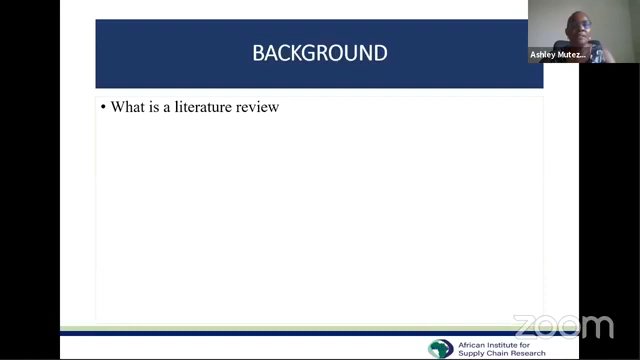 BACKGROUND
Ashley Mutez...
• What is a literature review
zoom
African Institute for
Supply Chain Research